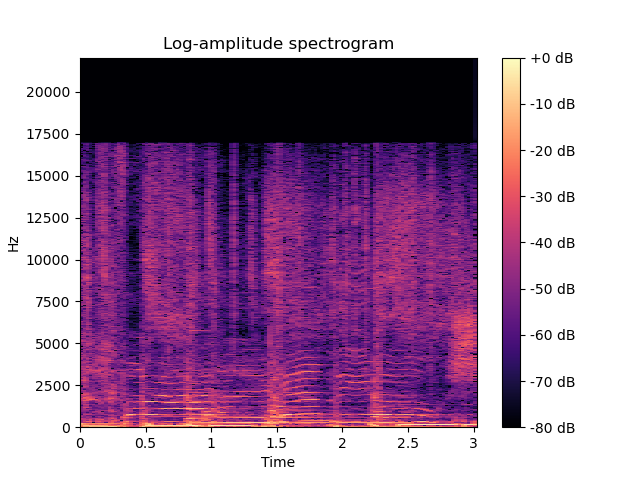 Log-amplitude spectrogram
Hz
20000
17500
15000
12500
10000
7500
5000
2500
0
0 0.5 1 1.5 2 2.5 3
Time
+0 dB
-10 dB
-20 dB
-30 dB
-40 dB
-50 dB
-60 dB
-70 dB
-80 dB